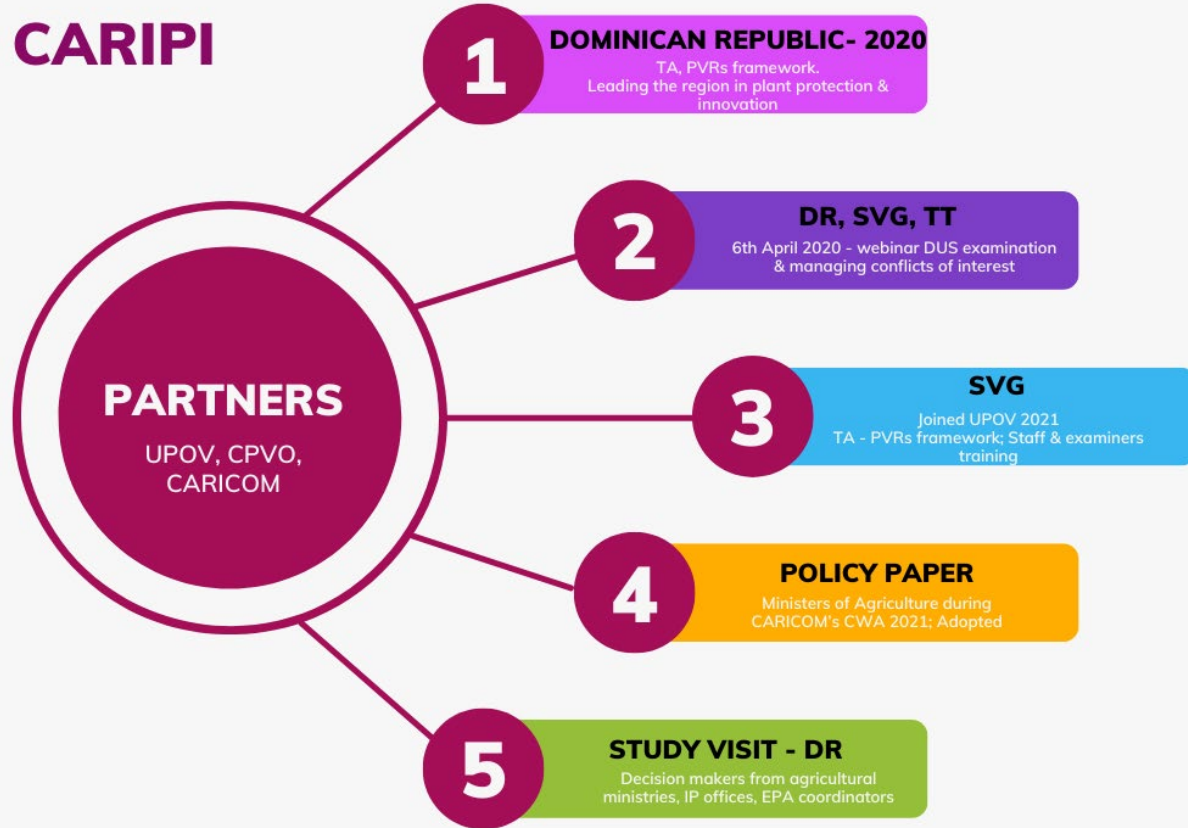 CARIPI
1
DOMINICAN REPUBLIC- 2020
TA, PVRs framework.
Leading the region in plant protection &
innovation
2
DR, SVG, TT
6th April 2020 - webinar DUS examination
& managing conflicts of interest
PARTNERS
UPOV, CPVO,
CARICOM
3
SVG
Joined UPOV 2021
TA - PVRs framework; Staff & examiners
training
4
POLICY PAPER
Ministers of Agriculture during
CARICOM's CWA 2021; Adopted
5
STUDY VISIT - DR
Decision makers from agricultural
ministries, IP offices, EPA coordinators